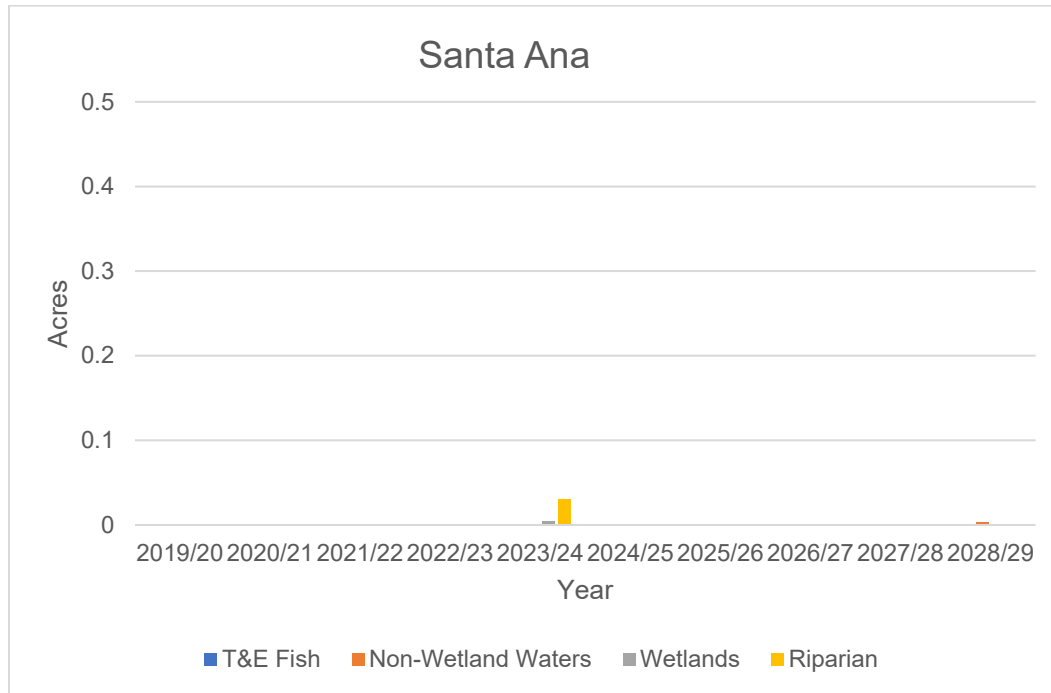 Santa Ana
0.5
0.4
0.3
0.2
0.1
0
Acres
2019/20 2020/21 2021/22 2022/23 2023/24 2024/25 2025/26 2026/27 2027/28 2028/29
Year
T&E Fish Non-Wetland Waters Wetlands Riparian